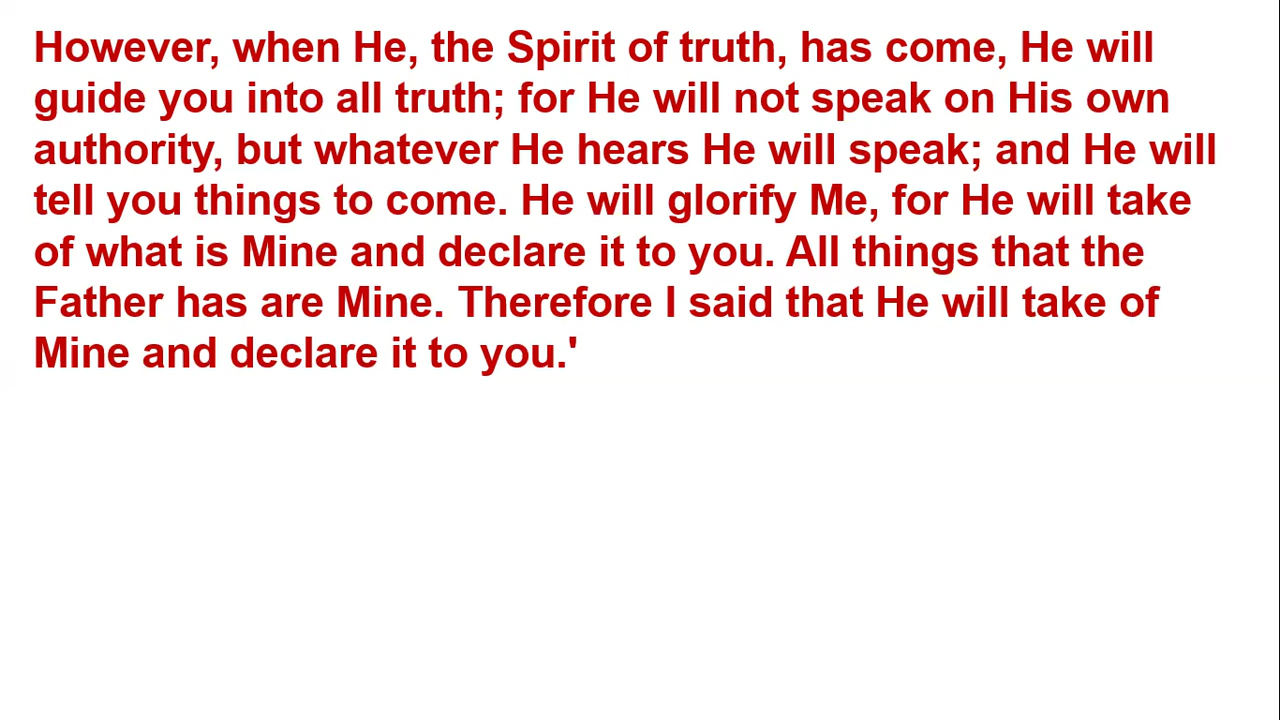 However, when He, the Spirit of truth, has come, He will
guide you into all truth; for He will not speak on His own
authority, but whatever He hears He will speak; and He will
tell you things to come. He will glorify Me, for He will take
of what is Mine and declare it to you. All things that the
Father has are Mine. Therefore I said that He will take of
Mine and declare it to you.'